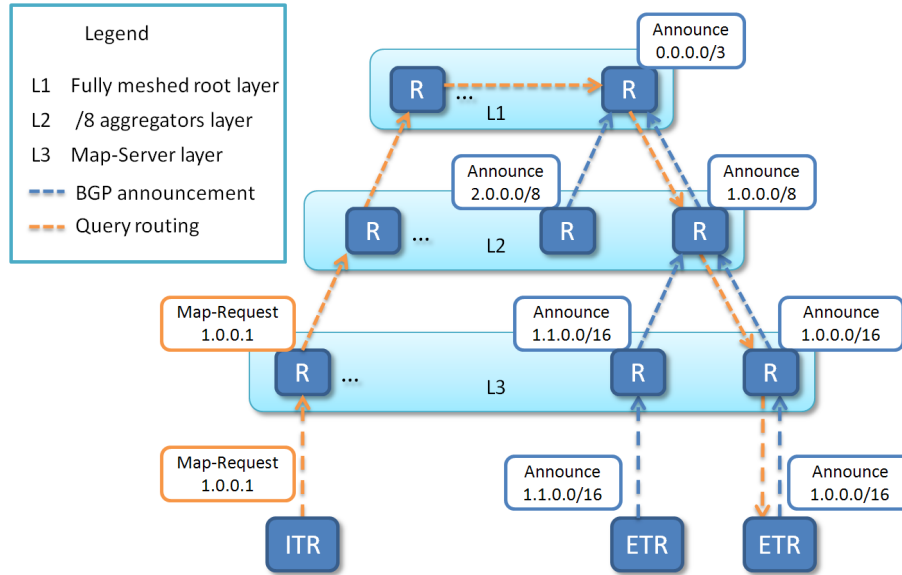 Legend
L1 Fully meshed root layer
L2 /8 aggregators layer
L3 Map-Server layer
BGP announcement
Query routing
Announce
0.0.0.0/3
R
...
R
L1
Announce
2.0.0.0/8
Announce
1.0.0.0/8
R
...
R
R
L2
Map-Request
1.0.0.1
Announce
1.1.0.0/16
Announce
1.0.0.0/16
R
...
R
R
L3
Map-Request
1.0.0.1
Announce
1.1.0.0/16
Announce
1.0.0.0/16
ITR
ETR
ETR